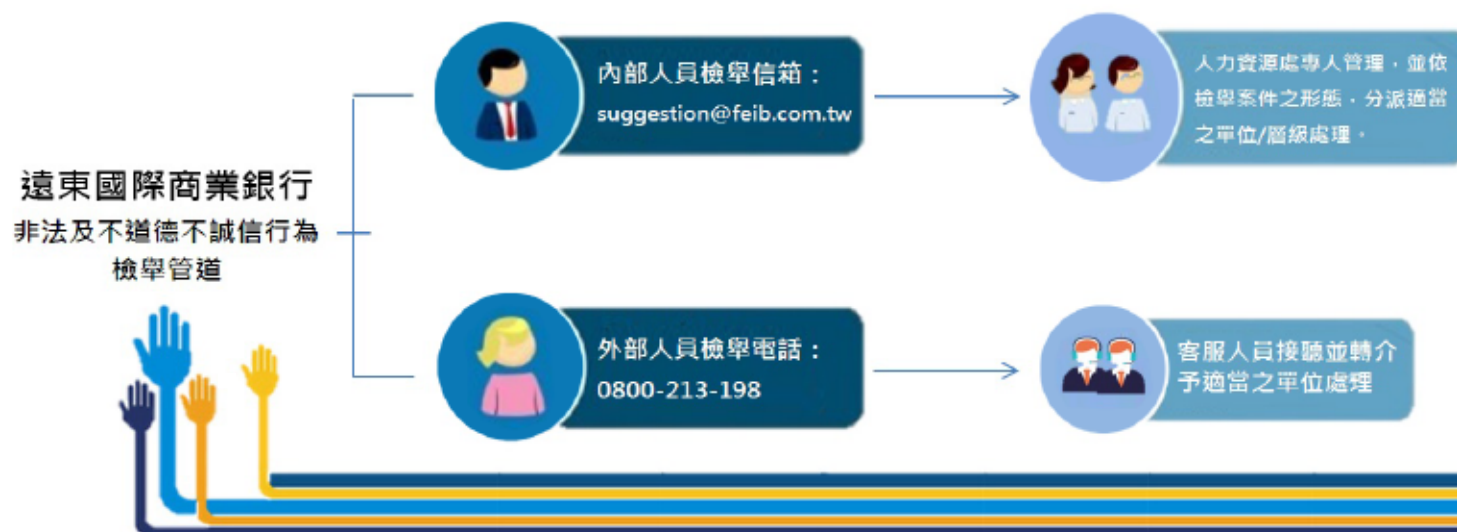 遠東國際商業銀行
非法及不道德不誠信行為
檢舉管道
內部人員檢舉信箱：
suggestion@feib.com.tw
人力資源處專人管理，並依
檢舉案件之形態，分派適當
之單位/層級處理。
外部人員檢舉電話：
0800-213-198
客服人員接聽並轉介
予適當之單位處理